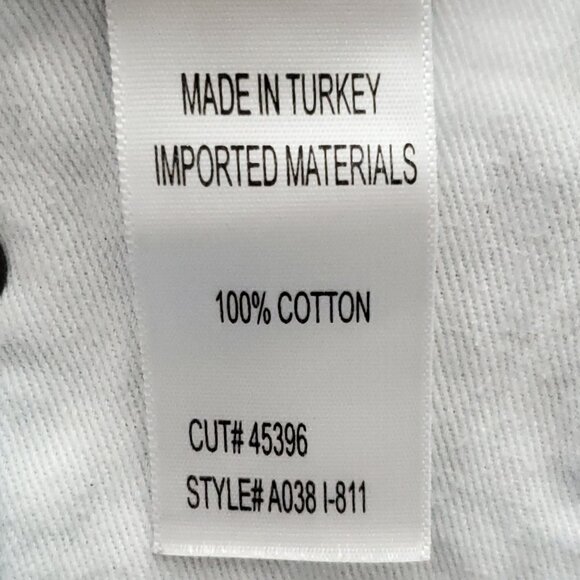 MADE IN TURKEY
IMPORTED MATERIALS
100% COTTON
CUT# 45396
STYLE# A038 I-811